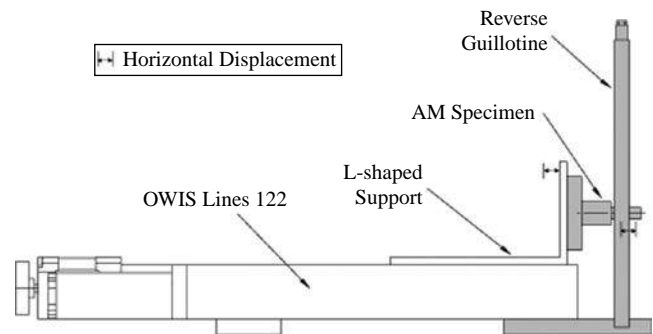 Reverse
Guillotine
Horizontal Displacement
AM Specimen
L-shaped
Support
OWIS Lines 122